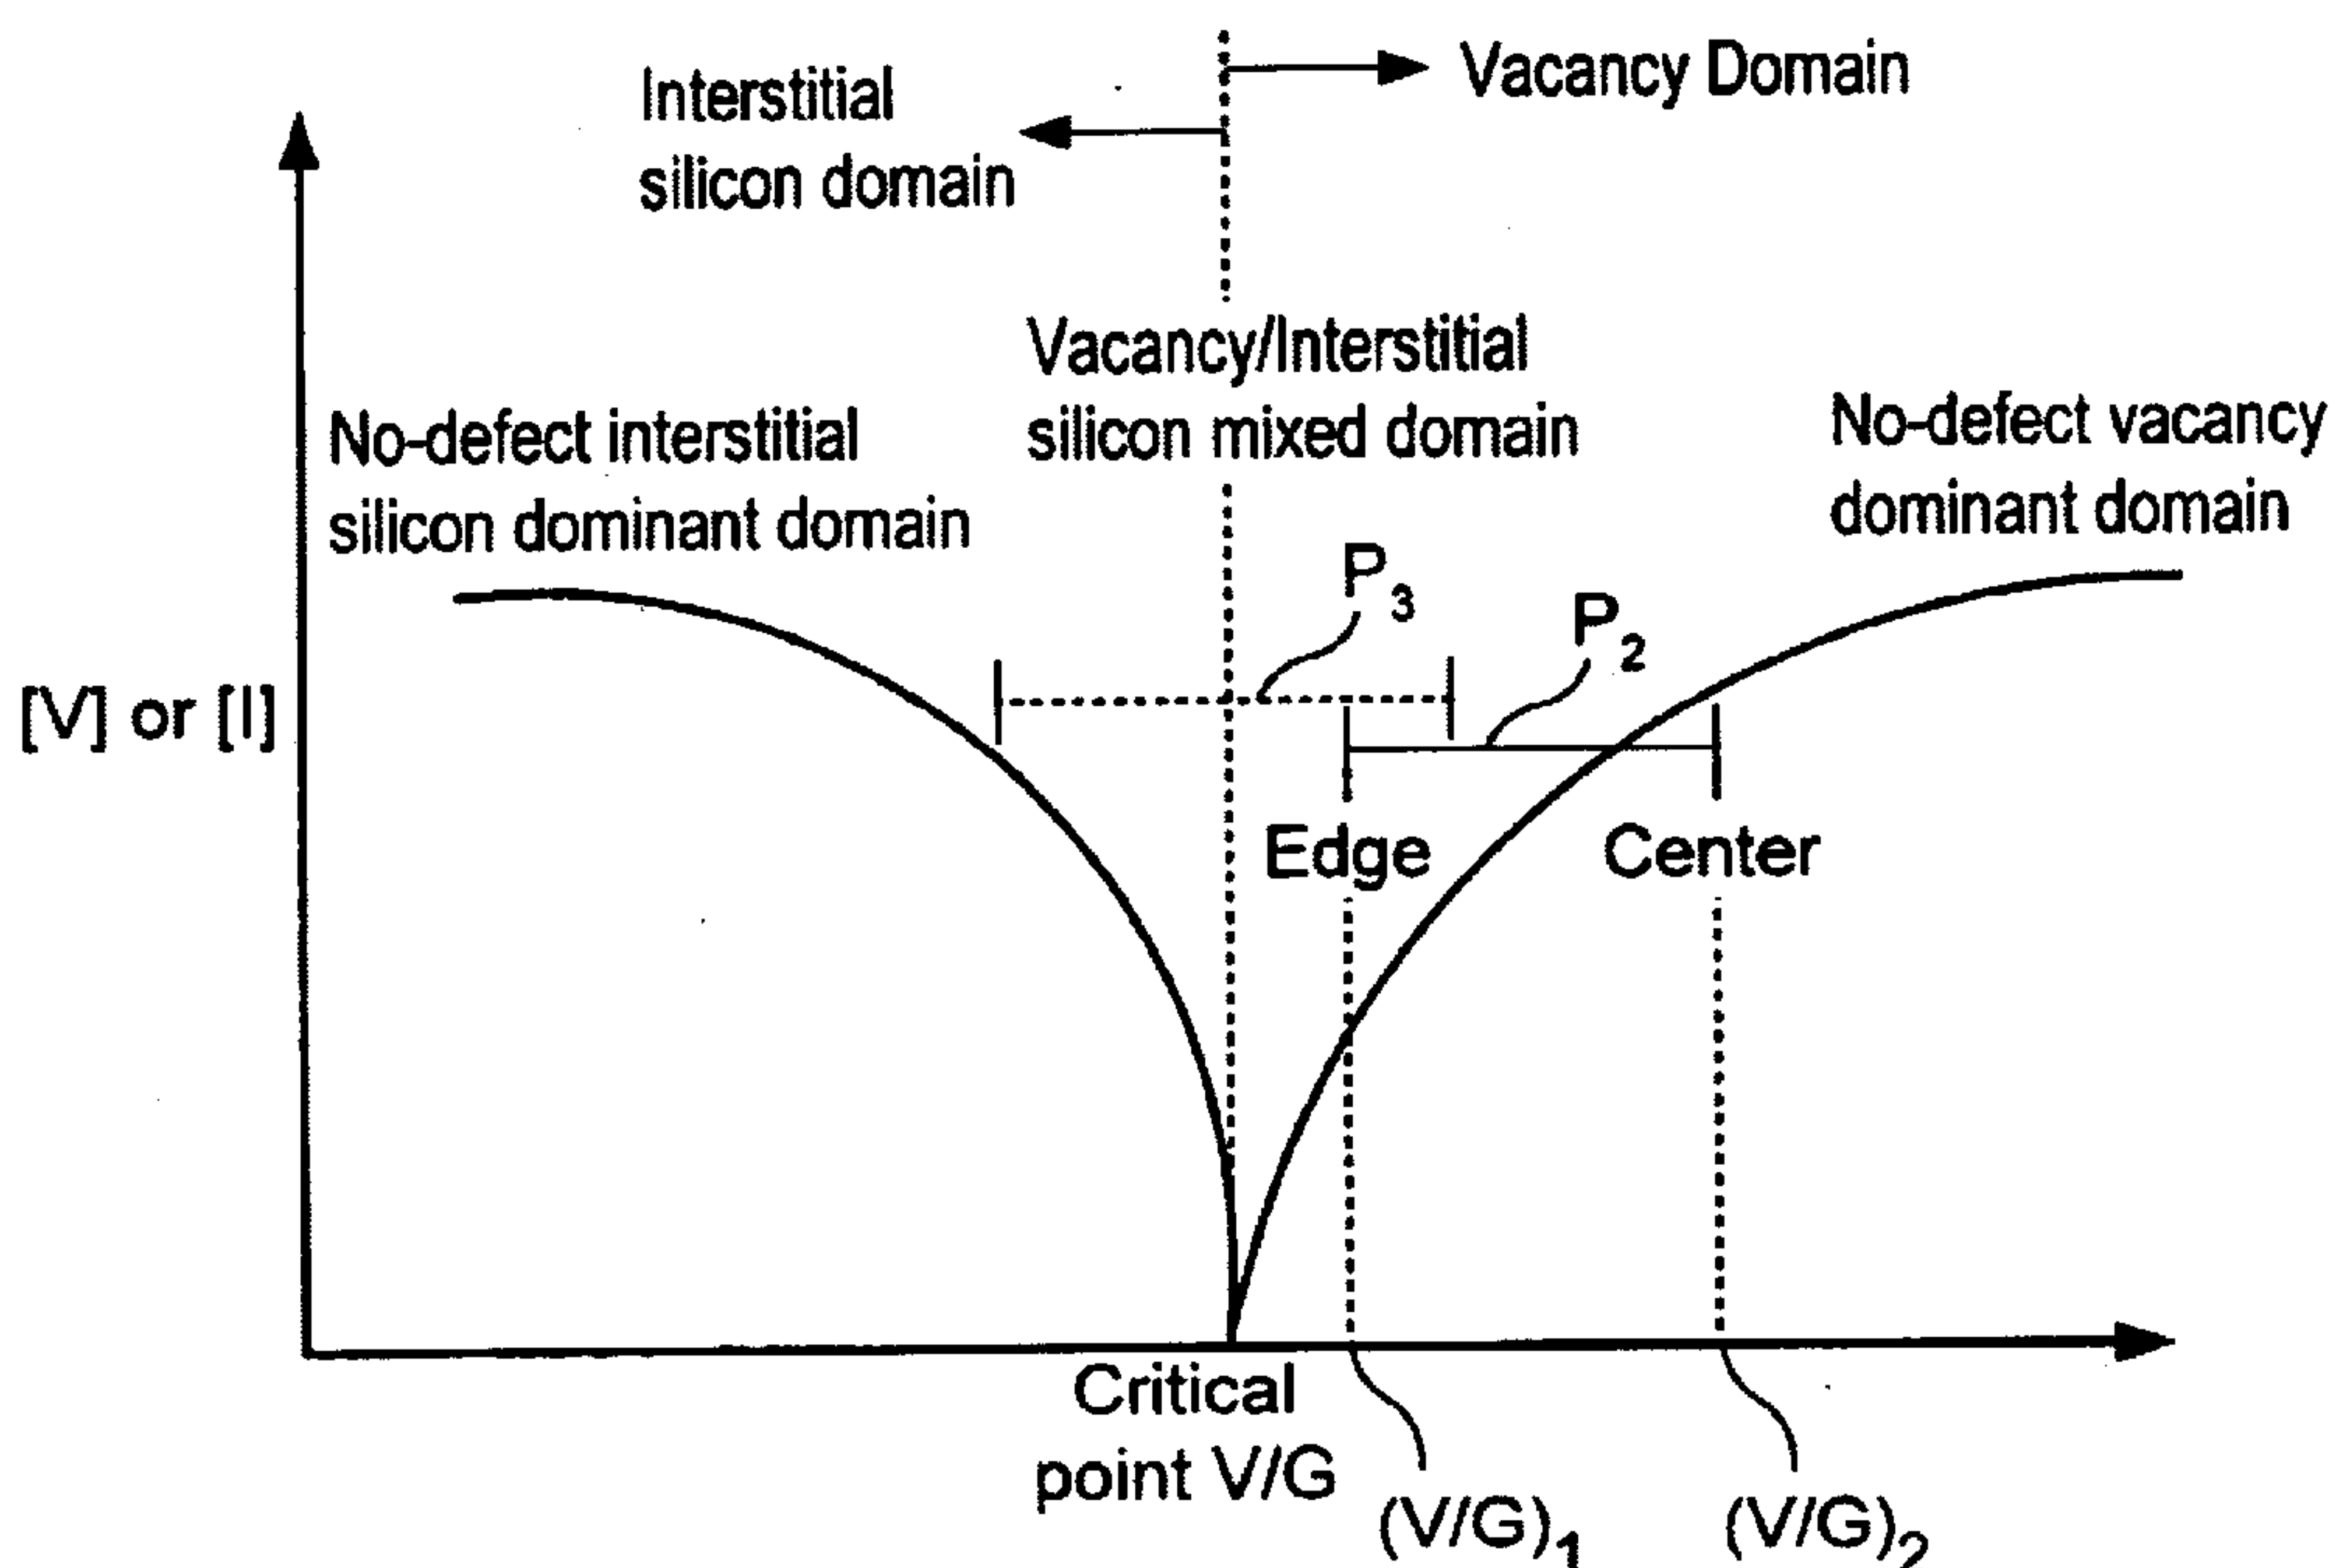 Interstitial
silicon domain
Vacancy Domain
Vacancy/Interstitial
silicon mixed domain
No-defect interstitial
silicon dominant domain
No-defect vacancy
dominant domain
P3
P2
[V] or [I]
Edge
Center
Critical
point V/G
(V/G)1
(V/G)2